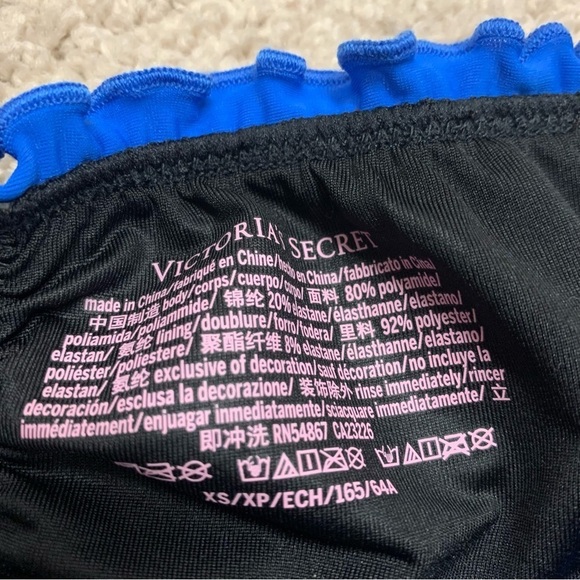 VICTORIA'S SECRET
made in China/fabriqué en Chine/hecho en China/fabbricato in China/
中国制造 body/corps/cuerpo/corpo/ 面料 80% polyamide/
poliamida/poliammide/ 锦纶 20% elastane/élasthanne/elastano/
elastan/ 氨纶 lining/doublure/forro/fodera/ 里料 92% polyester/
poliéster/poliestere/ 聚酯纤维 8% elastane/élasthanne/elastano/
elastan/ 氨纶 exclusive of decoration/sauf décoration/no incluye la
decoración/esclusa la decorazione/ 装饰除外 rinse immediately/rincer
immédiatement/enjuagar inmediatamente/sciacquare immediatamente/ 立
即冲洗 RN54867 CA23226
XS/XP/ECH/165/64A